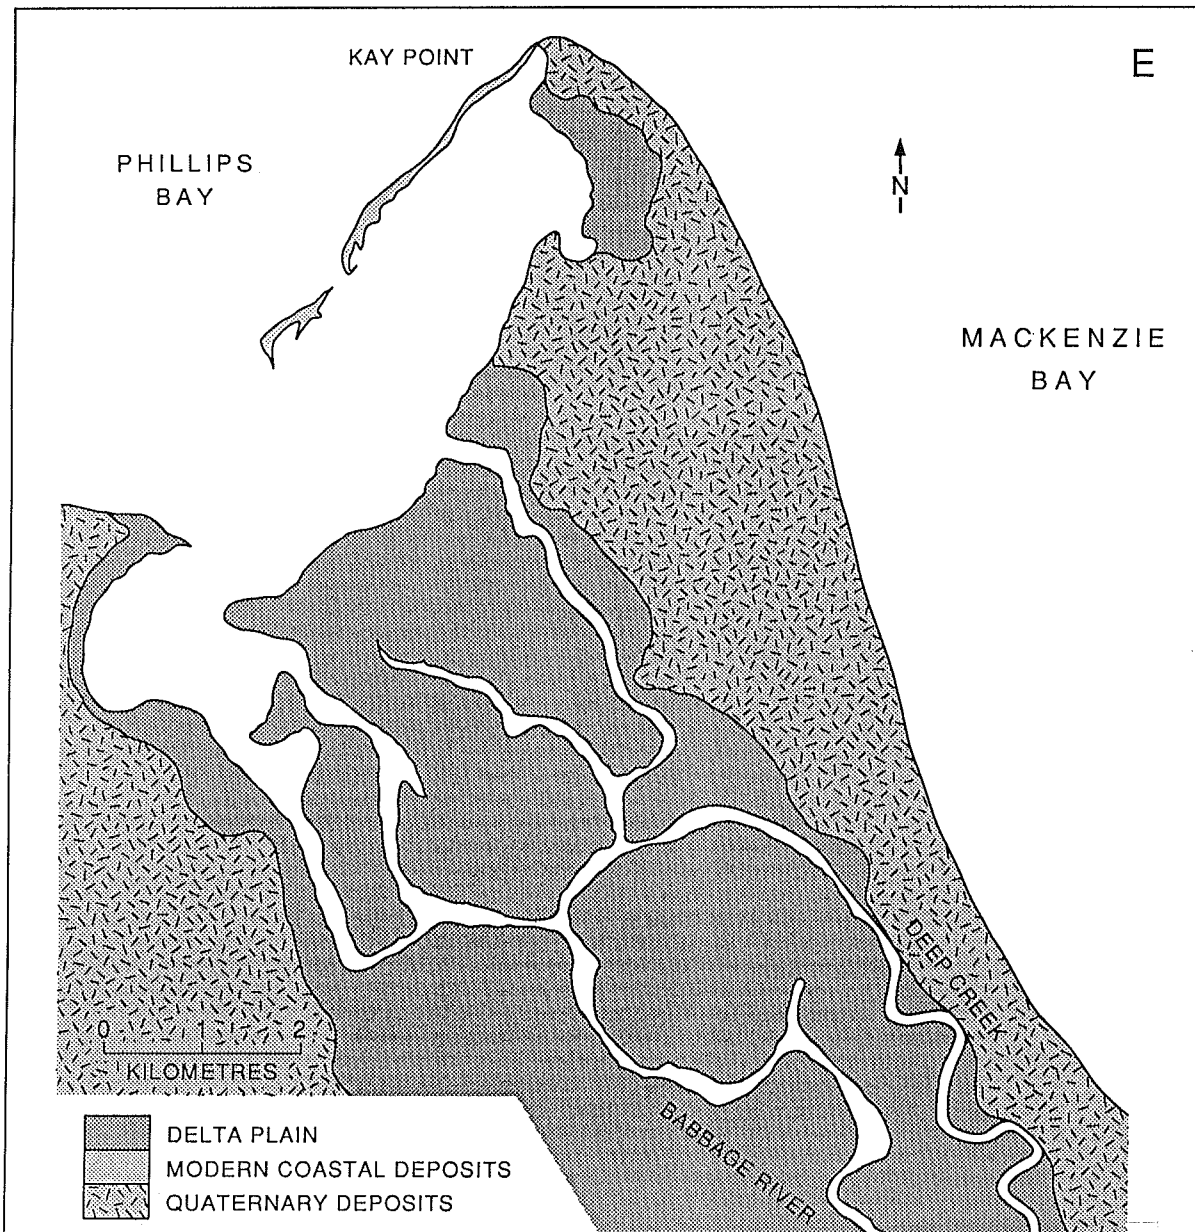 KAY POINT
E
PHILLIPS
BAY
N
MACKENZIE
BAY
DEEP CREEK
0 1 2
KILOMETRES
BABBAGE RIVER
DELTA PLAIN
MODERN COASTAL DEPOSITS
QUATERNARY DEPOSITS